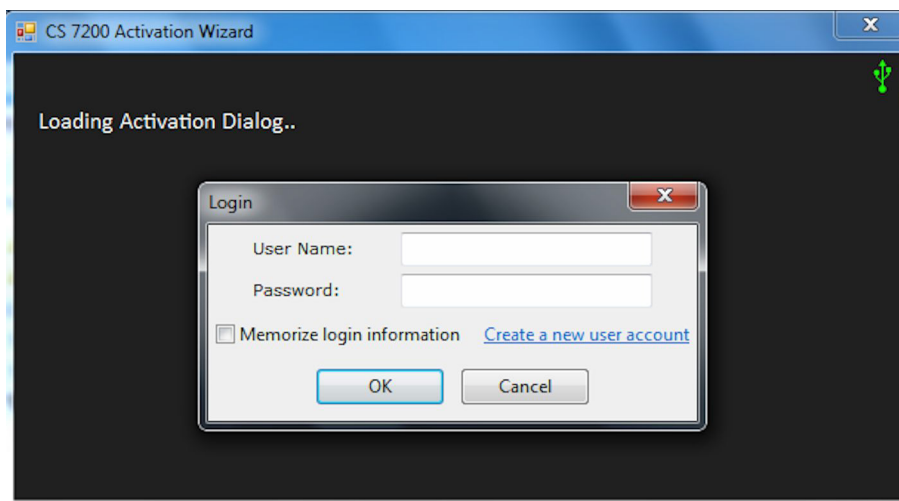 CS 7200 Activation Wizard
Loading Activation Dialog..
Login
User Name:
Password:
Memorize login information Create a new user account
OK Cancel